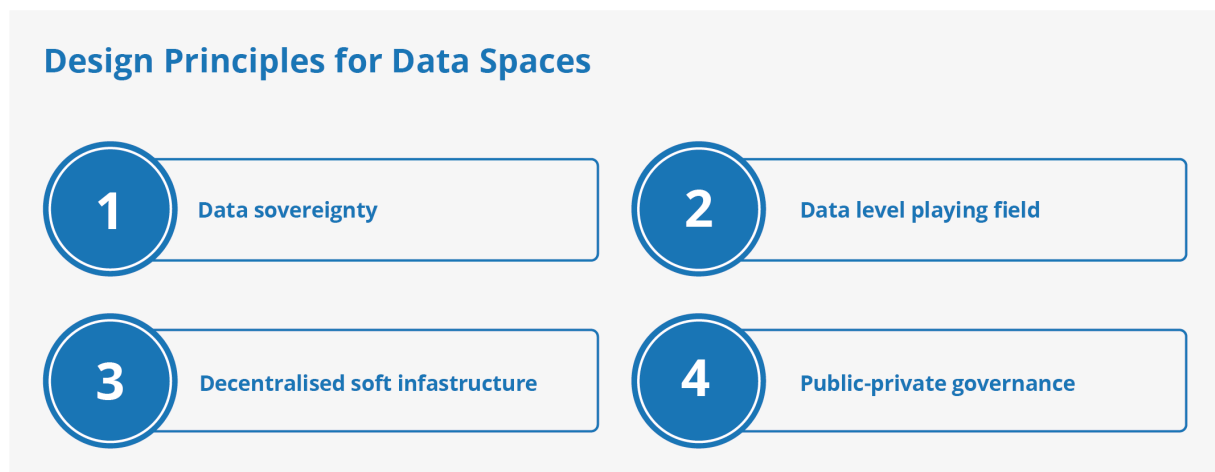 Design Principles for Data Spaces
1
Data sovereignty
2
Data level playing field
3
Decentralised soft infastructure
4
Public-private governance